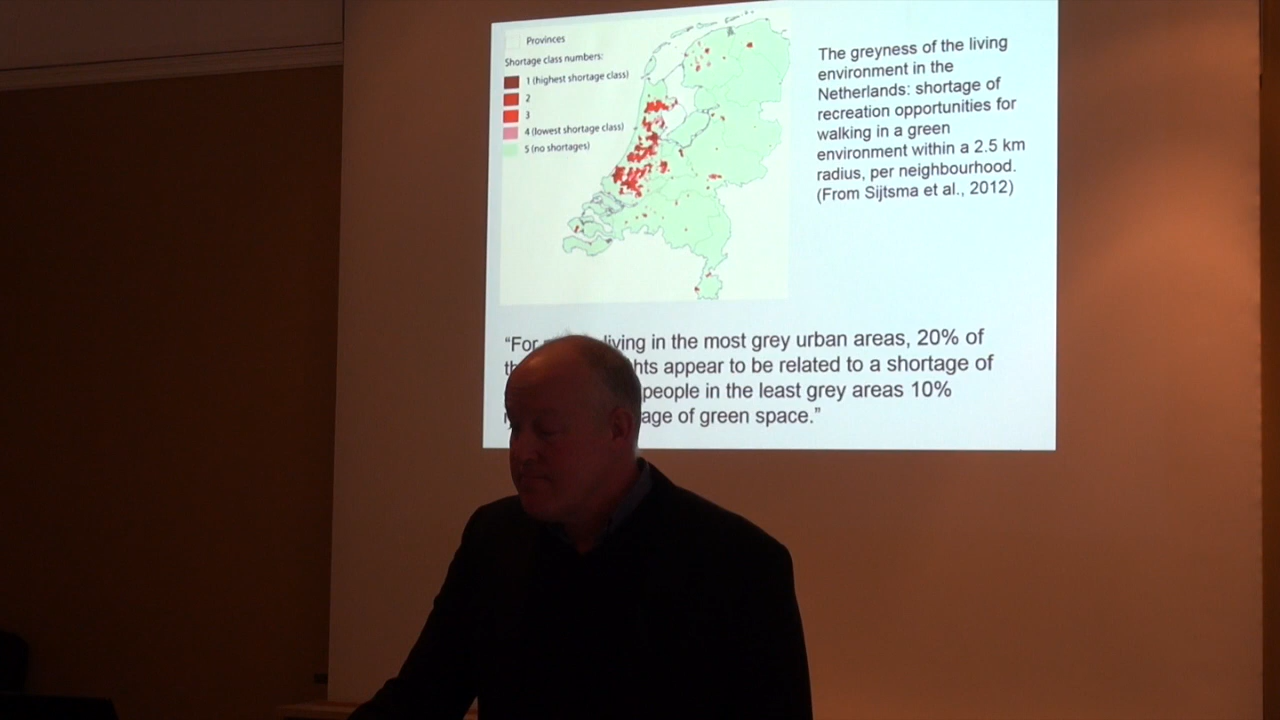 Provinces
Shortage class numbers:
1 (highest shortage class)
2
3
4 (lowest shortage class)
5 (no shortages)
The greyness of the living
environment in the
Netherlands: shortage of
recreation opportunities for
walking in a green
environment within a 2.5 km
radius, per neighbourhood.
(From Sijtsma et al., 2012)
“For living in the most grey urban areas, 20% of
appear to be related to a shortage of
people in the least grey areas 10%
of green space.”